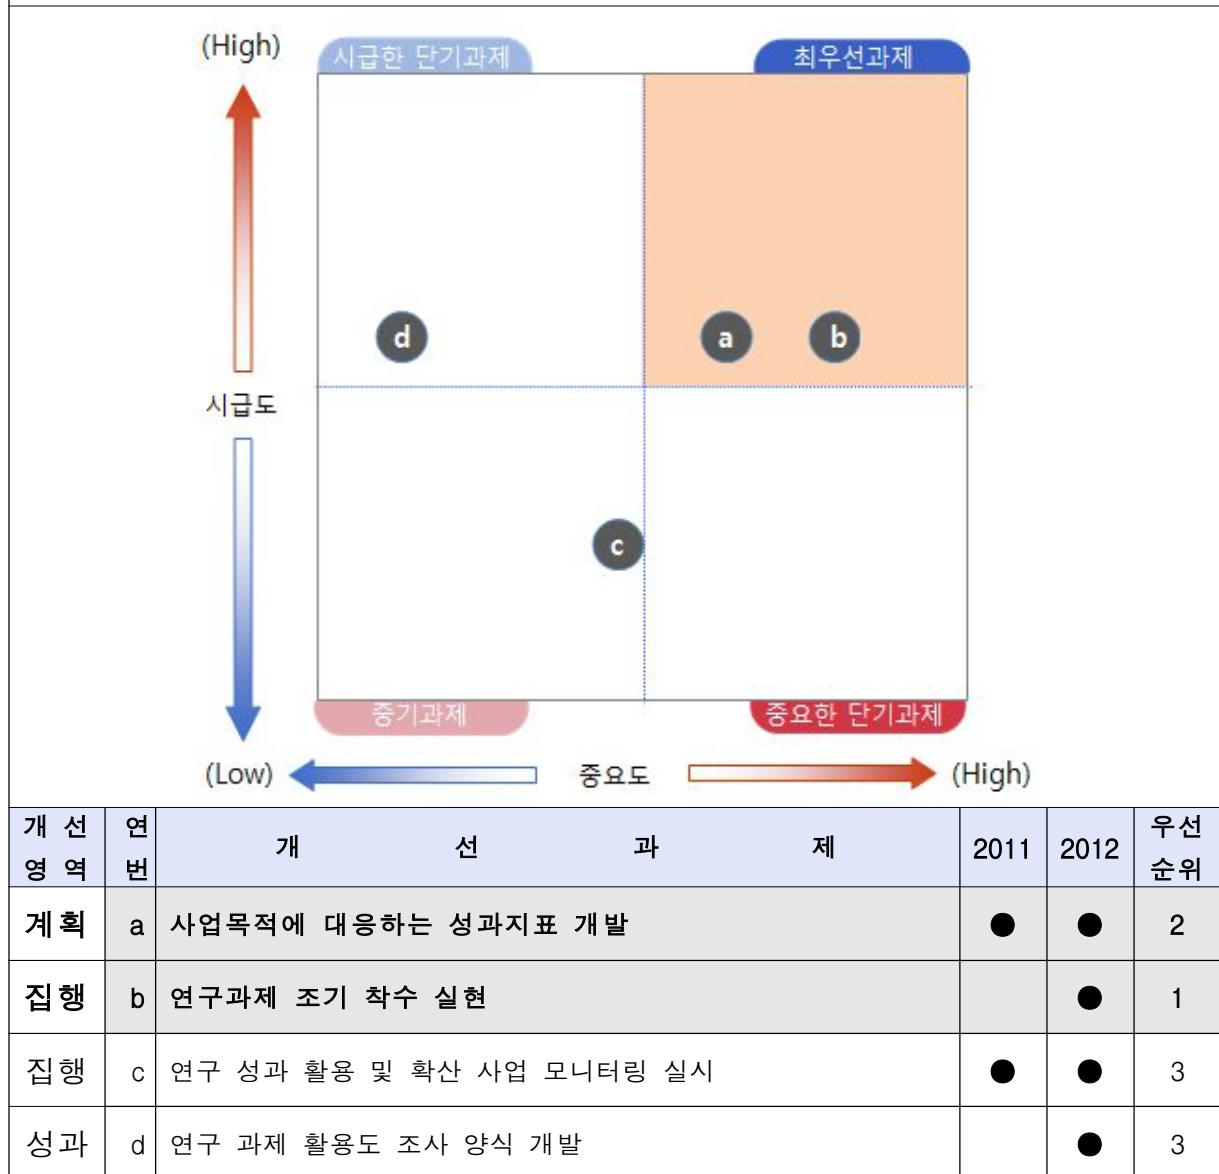 (High)
시급한 단기과제
최우선과제
d
a
b
시급도
c
중기과제
중요한 단기과제
(Low)
중요도
(High)
개 선 영 역 연 번 개 선 과 제 2011 2012 우선 순위
계획 a 사업목적에 대응하는 성과지표 개발 ● ● 2
집행 b 연구과제 조기 착수 실현 ● 1
집행 c 연구 성과 활용 및 확산 사업 모니터링 실시 ● ● 3
성과 d 연구 과제 활용도 조사 양식 개발 ● 3